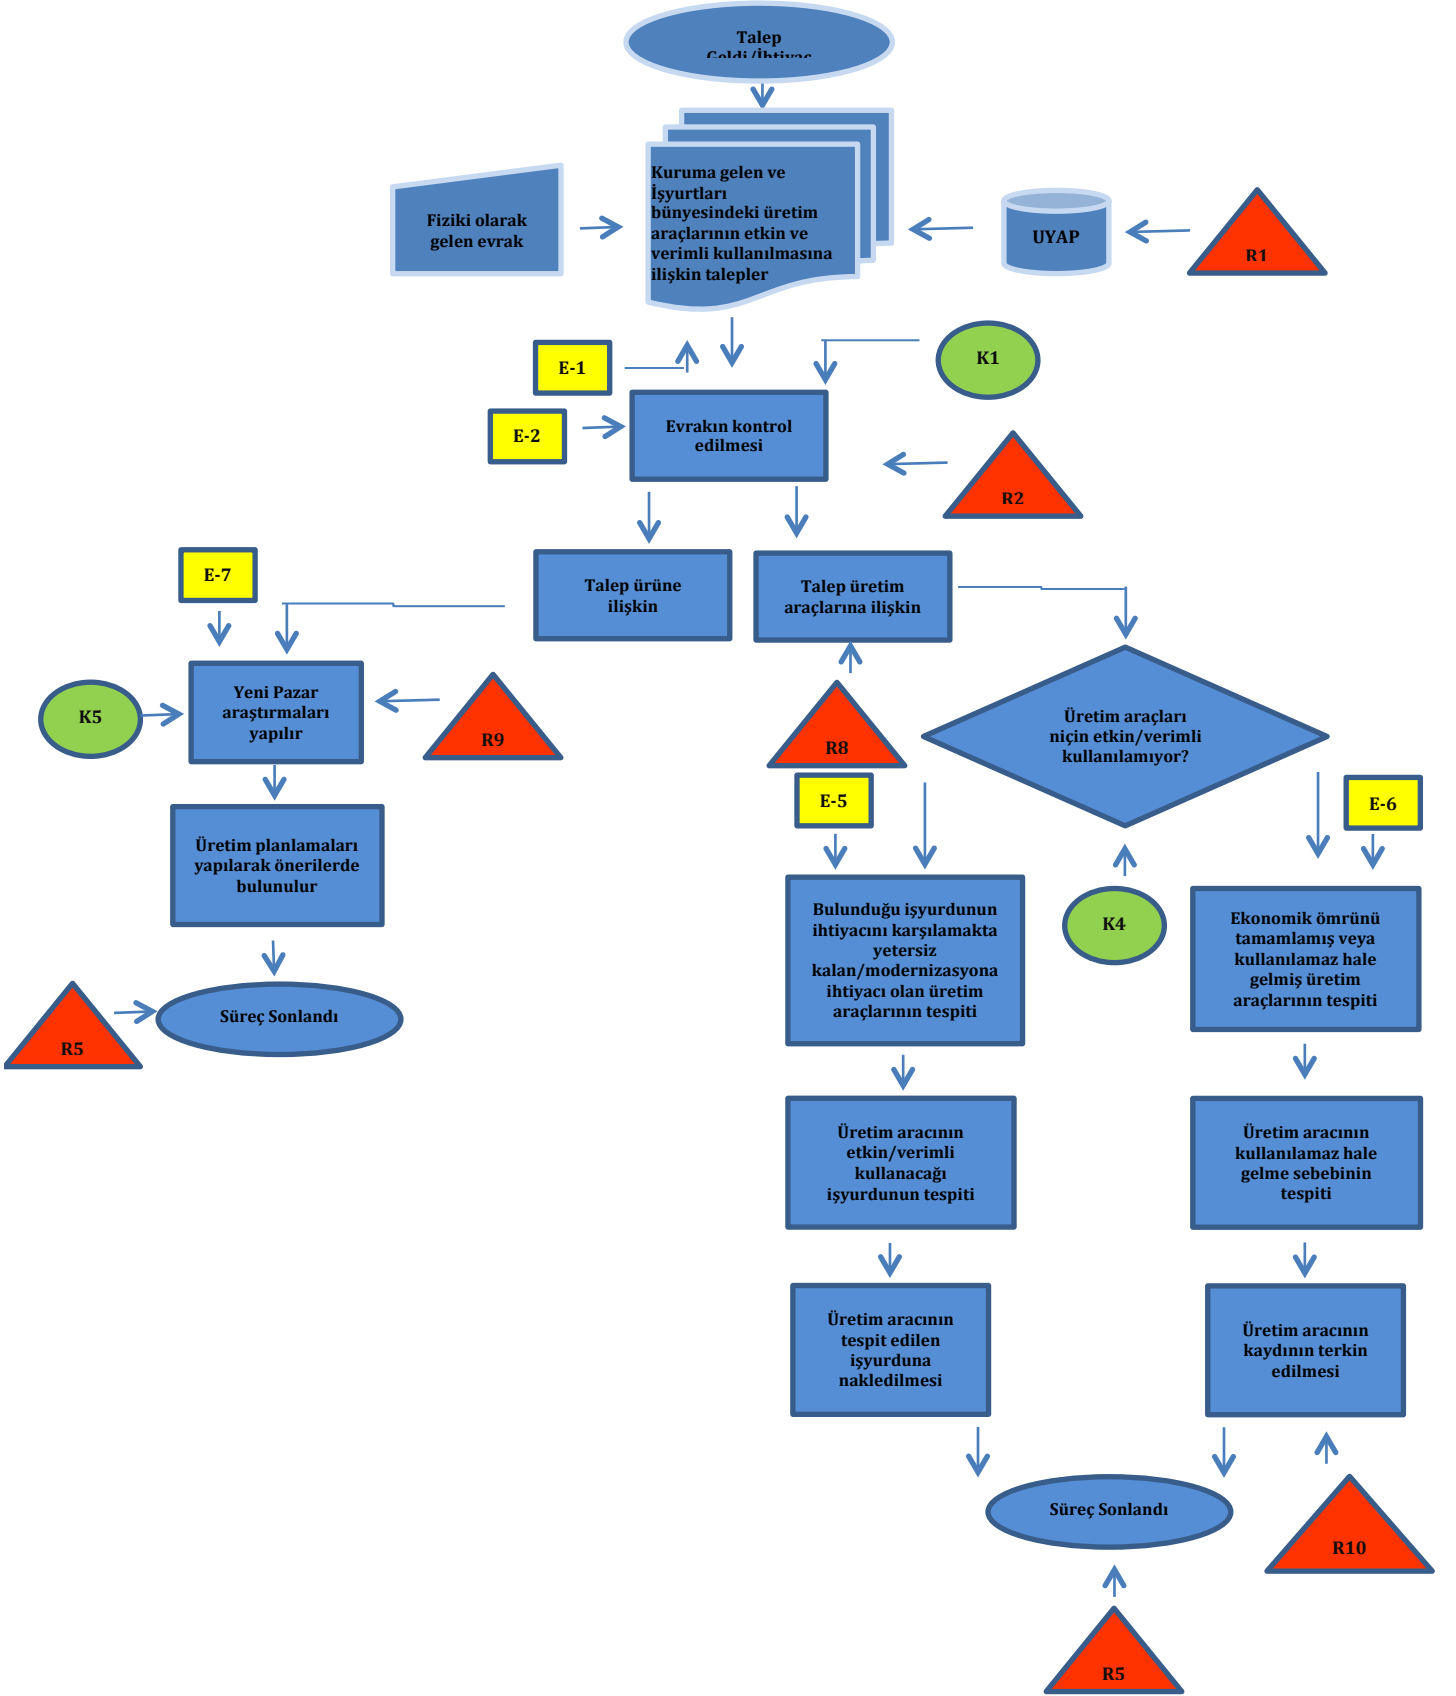 Talep
Geldi/İhtiyaç
Kuruma gelen ve
İşyurtları
bünyesindeki üretim
araçlarının etkin ve
verimli kullanılmasına
ilişkin talepler
Fiziki olarak
gelen evrak
UYAP
R1
E-1
K1
E-2
Evrakın kontrol
edilmesi
R2
E-7
Talep ürüne
ilişkin
Talep üretim
araçlarına ilişkin
K5
Yeni Pazar
araştırmaları
yapılır
R9
R8
Üretim araçları
niçin etkin/verimli
kullanılamıyor?
E-5
E-6
Üretim planlamaları
yapılarak önerilerde
bulunulur
Bulunduğu işyurdunun
ihtiyacını karşılamakta
yetersiz
kalan/modernizasyona
ihtiyacı olan üretim
araçlarının tespiti
K4
Ekonomik ömrünü
tamamlamış veya
kullanılamaz hale
gelmiş üretim
araçlarının tespiti
R5
Süreç Sonlandı
Üretim aracının
etkin/verimli
kullanacağı
işyurdunun tespiti
Üretim aracının
kullanılamaz hale
gelme sebebinin
tespiti
Üretim aracının
tespit edilen
işyurduna
nakledilmesi
Üretim aracının
kaydının terkin
edilmesi
Süreç Sonlandı
R10
R5